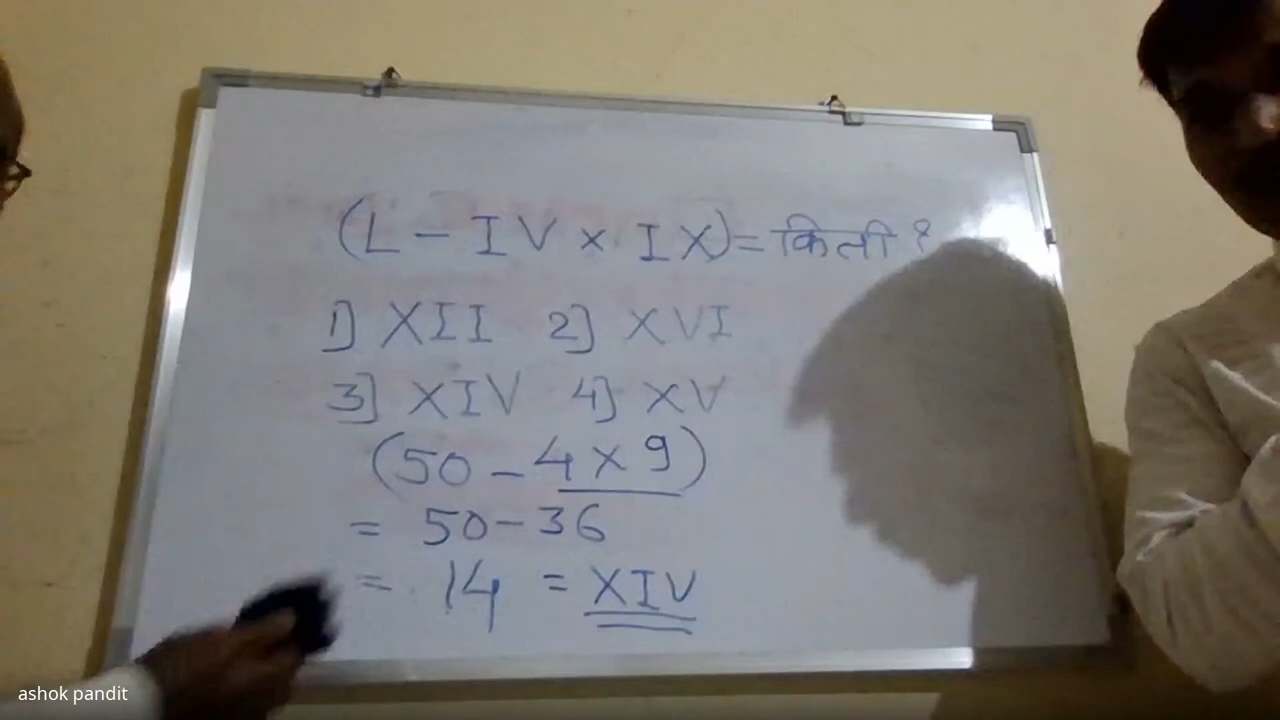 (L - IV × IX) = किती ?
1] XII 2] XVI
3] XIV 4] XV
(50 - 4 × 9)
= 50 - 36
= 14 = XIV
ashok pandit